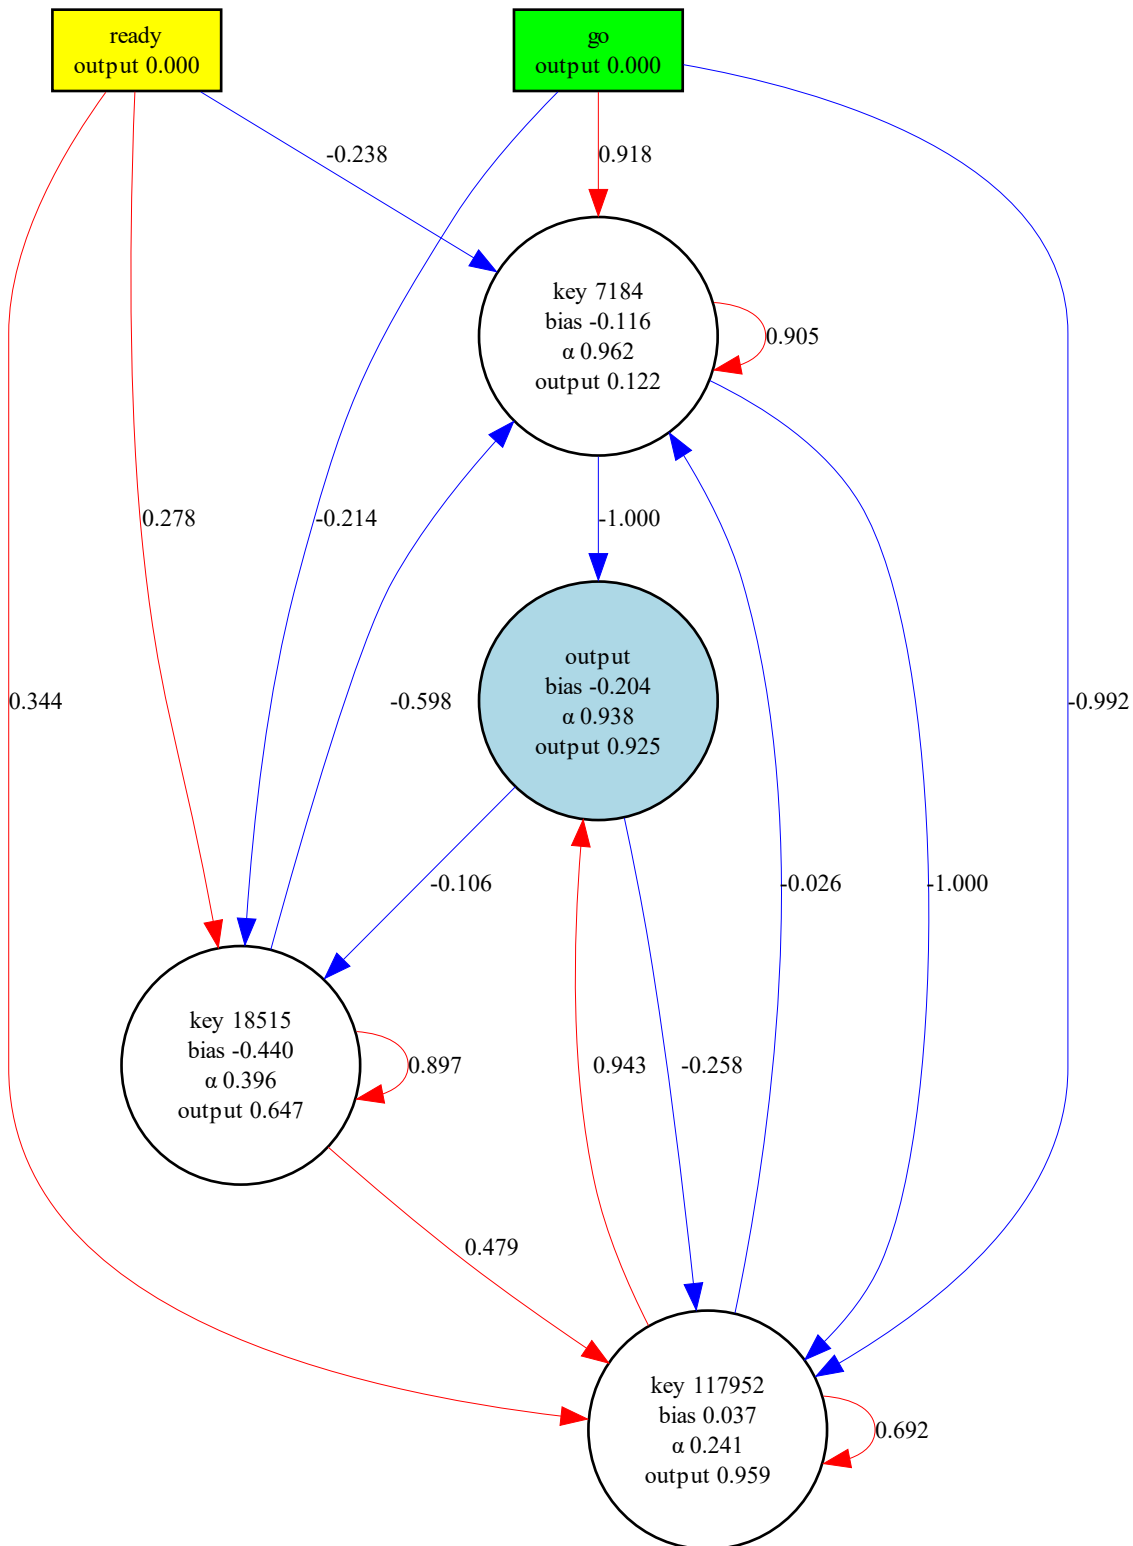 ready
output 0.000
go
output 0.000
-0.238
0.918
key 7184
bias -0.116
α 0.962
output 0.122
0.905
0.278
-0.214
-1.000
output
bias -0.204
α 0.938
output 0.925
0.344
-0.598
-0.992
-0.106
-0.026
-1.000
key 18515
bias -0.440
α 0.396
output 0.647
0.897
0.943
-0.258
0.479
key 117952
bias 0.037
α 0.241
output 0.959
0.692